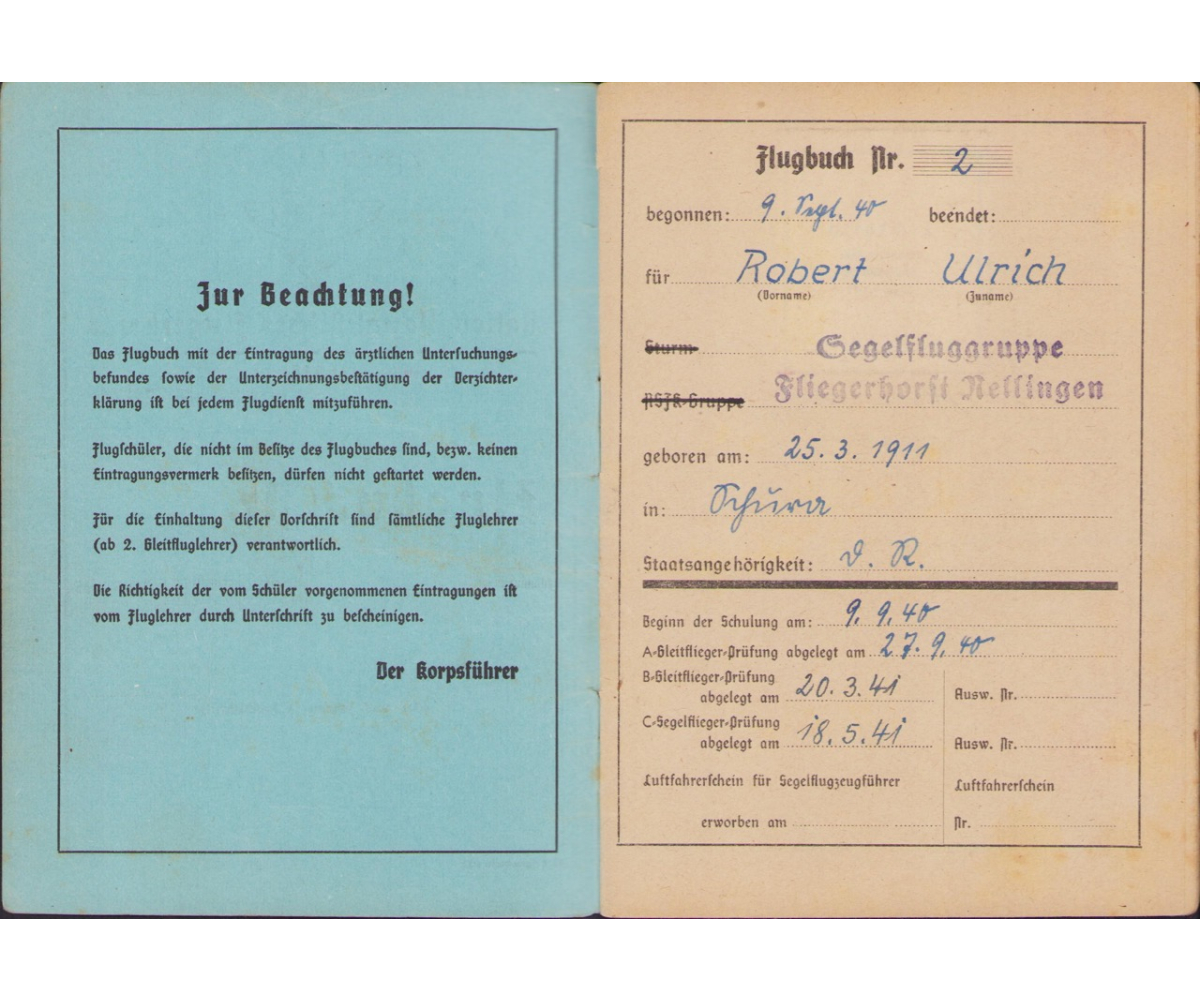 Zur Beachtung!
Das Flugbuch mit der Eintragung des ärztlichen Untersuchungs-
befundes sowie der Unterzeichnungsbestätigung der Verzichter-
klärung ist bei jedem Flugdienst mitzuführen.
Flugschüler, die nicht im Besitze des Flugbuches sind, bezw. keinen
Eintragungsvermerk besitzen, dürfen nicht gestartet werden.
Für die Einhaltung dieser Vorschrift sind sämtliche Fluglehrer
(ab 2. Gleitfluglehrer) verantwortlich.
Die Richtigkeit der vom Schüler vorgenommenen Eintragungen ist
vom Fluglehrer durch Unterschrift zu bescheinigen.
Der Korpsführer
Flugbuch Nr. 2
begonnen: 9. Sept. 40 beendet:
für Robert Ulrich
(Vorname) (Zuname)
Sturm Segelfluggruppe
NSFK-Gruppe Fliegerhorst Nellingen
geboren am: 25. 3. 1911
in: Schura
Staatsangehörigkeit: D. R.
Beginn der Schulung am: 9. 9. 40
A-Gleitflieger-Prüfung abgelegt am 27. 9. 40
B-Gleitflieger-Prüfung
abgelegt am 20. 3. 41 Ausw. Nr.
C-Segelflieger-Prüfung
abgelegt am 18. 5. 41 Ausw. Nr.
Luftfahrerschein für Segelflugzeugführer Luftfahrerschein
erworben am Nr.